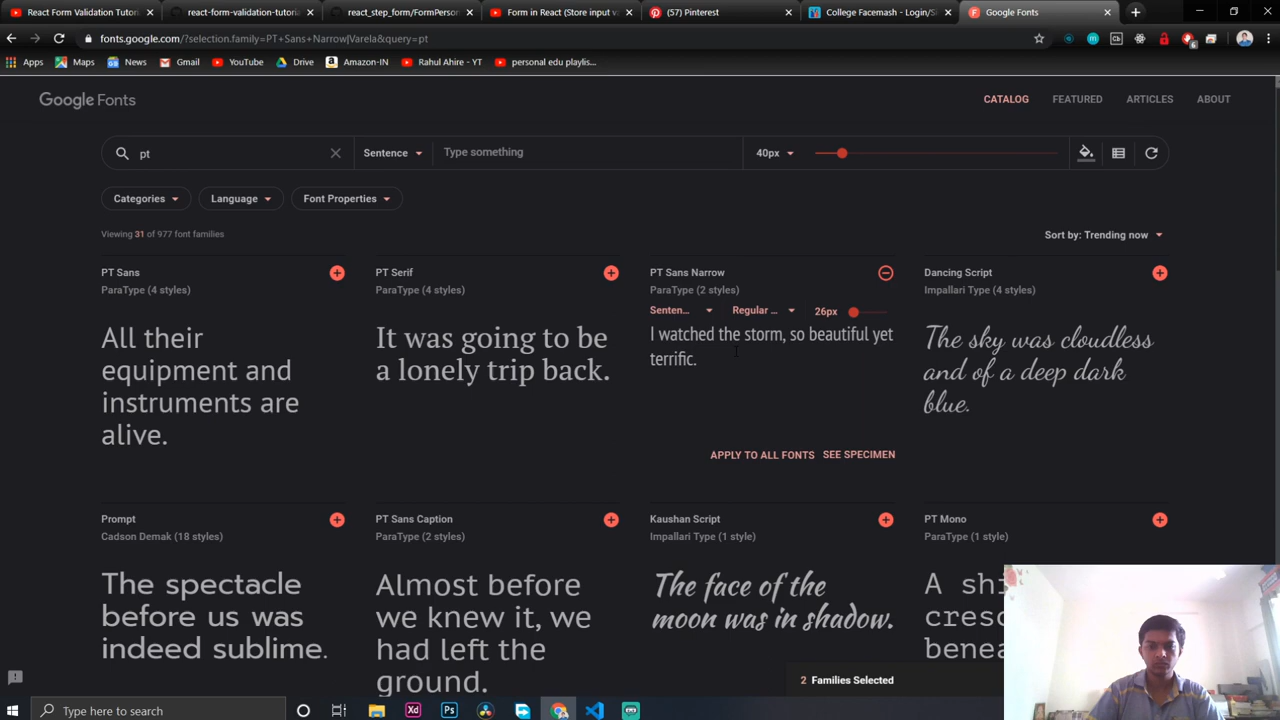 React Form Validation Tutori
react-form-validation-tutoria
react_step_form/FormPerson
Form in React (Store input v
(57) Pinterest
College Facemash - Login/S
Google Fonts
fonts.google.com/?selection.family=PT+Sans+Narrow|Varela&query=pt
Apps
Maps
News
Gmail
YouTube
Drive
Amazon-IN
Rahul Ahire - YT
personal edu playlis...
Google Fonts
CATALOG
FEATURED
ARTICLES
ABOUT
pt
Sentence
Type something
40px
Categories
Language
Font Properties
Viewing 31 of 977 font families
Sort by: Trending now
PT Sans
ParaType (4 styles)
All their
equipment and
instruments are
alive.
PT Serif
ParaType (4 styles)
It was going to be
a lonely trip back.
PT Sans Narrow
ParaType (2 styles)
Senten...
Regular ...
26px
I watched the storm, so beautiful yet
terrific.
APPLY TO ALL FONTS
SEE SPECIMEN
Dancing Script
Impallari Type (4 styles)
The sky was cloudless
and of a deep dark
blue.
Prompt
Cadson Demak (18 styles)
The spectacle
before us was
indeed sublime.
PT Sans Caption
ParaType (2 styles)
Almost before
we knew it, we
had left the
ground.
Kaushan Script
Impallari Type (1 style)
The face of the
moon was in shadow.
PT Mono
ParaType (1 style)
A shi
cresc
benea
2 Families Selected
Type here to search